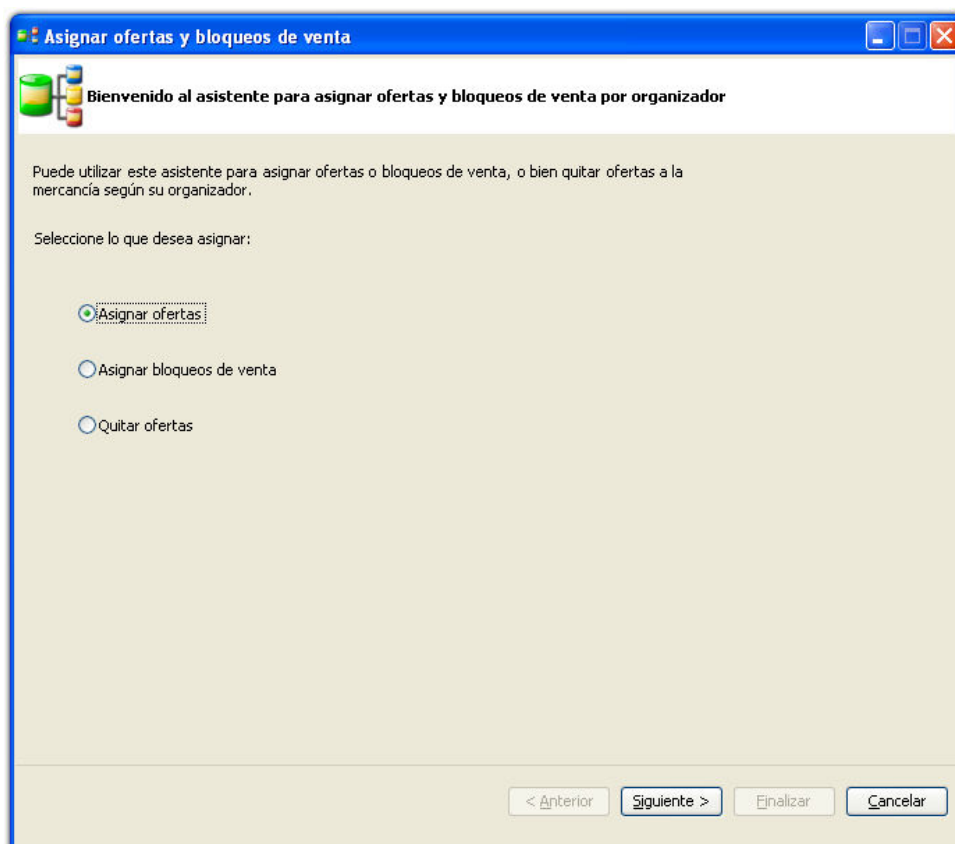 Asignar ofertas y bloqueos de venta
Bienvenido al asistente para asignar ofertas y bloqueos de venta por organizador
Puede utilizar este asistente para asignar ofertas o bloqueos de venta, o bien quitar ofertas a la
mercancía según su organizador.
Seleccione lo que desea asignar:
Asignar ofertas
Asignar bloqueos de venta
Quitar ofertas
< Anterior Siguiente > Finalizar Cancelar